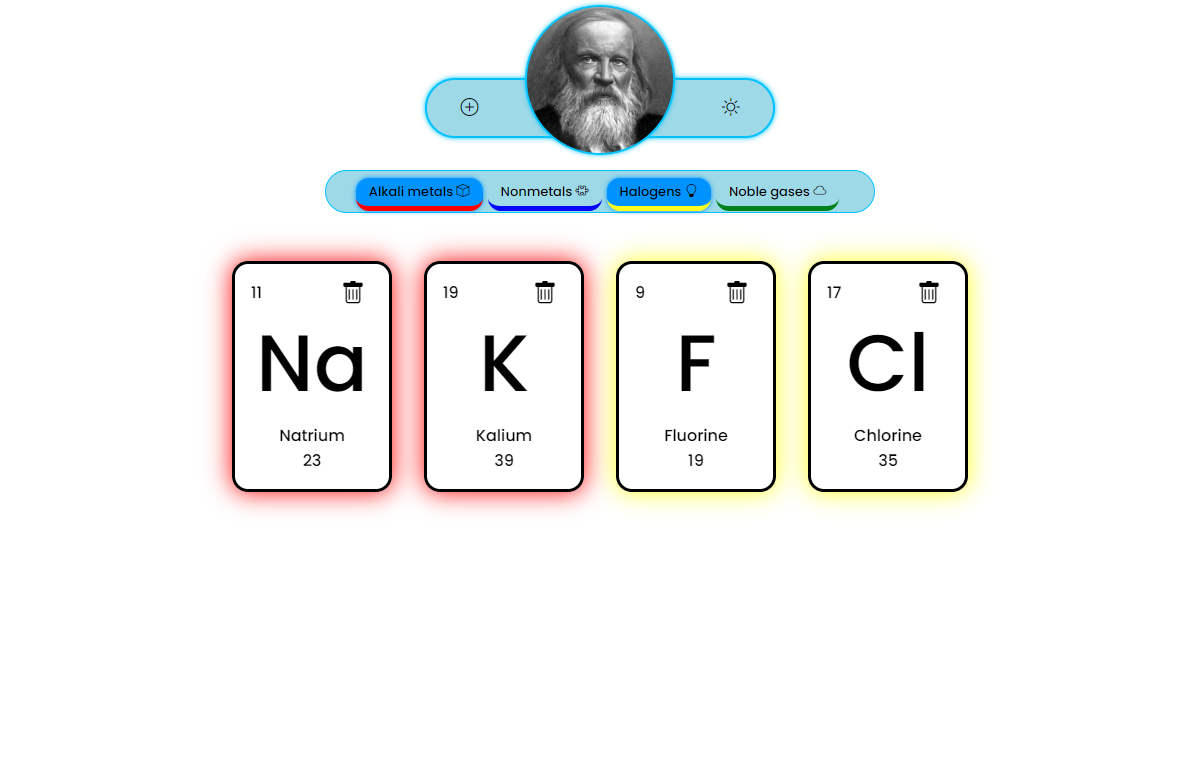 Alkali metals Nonmetals Halogens Noble gases
11 19 9 17
Na K F Cl
Natrium Kalium Fluorine Chlorine
23 39 19 35